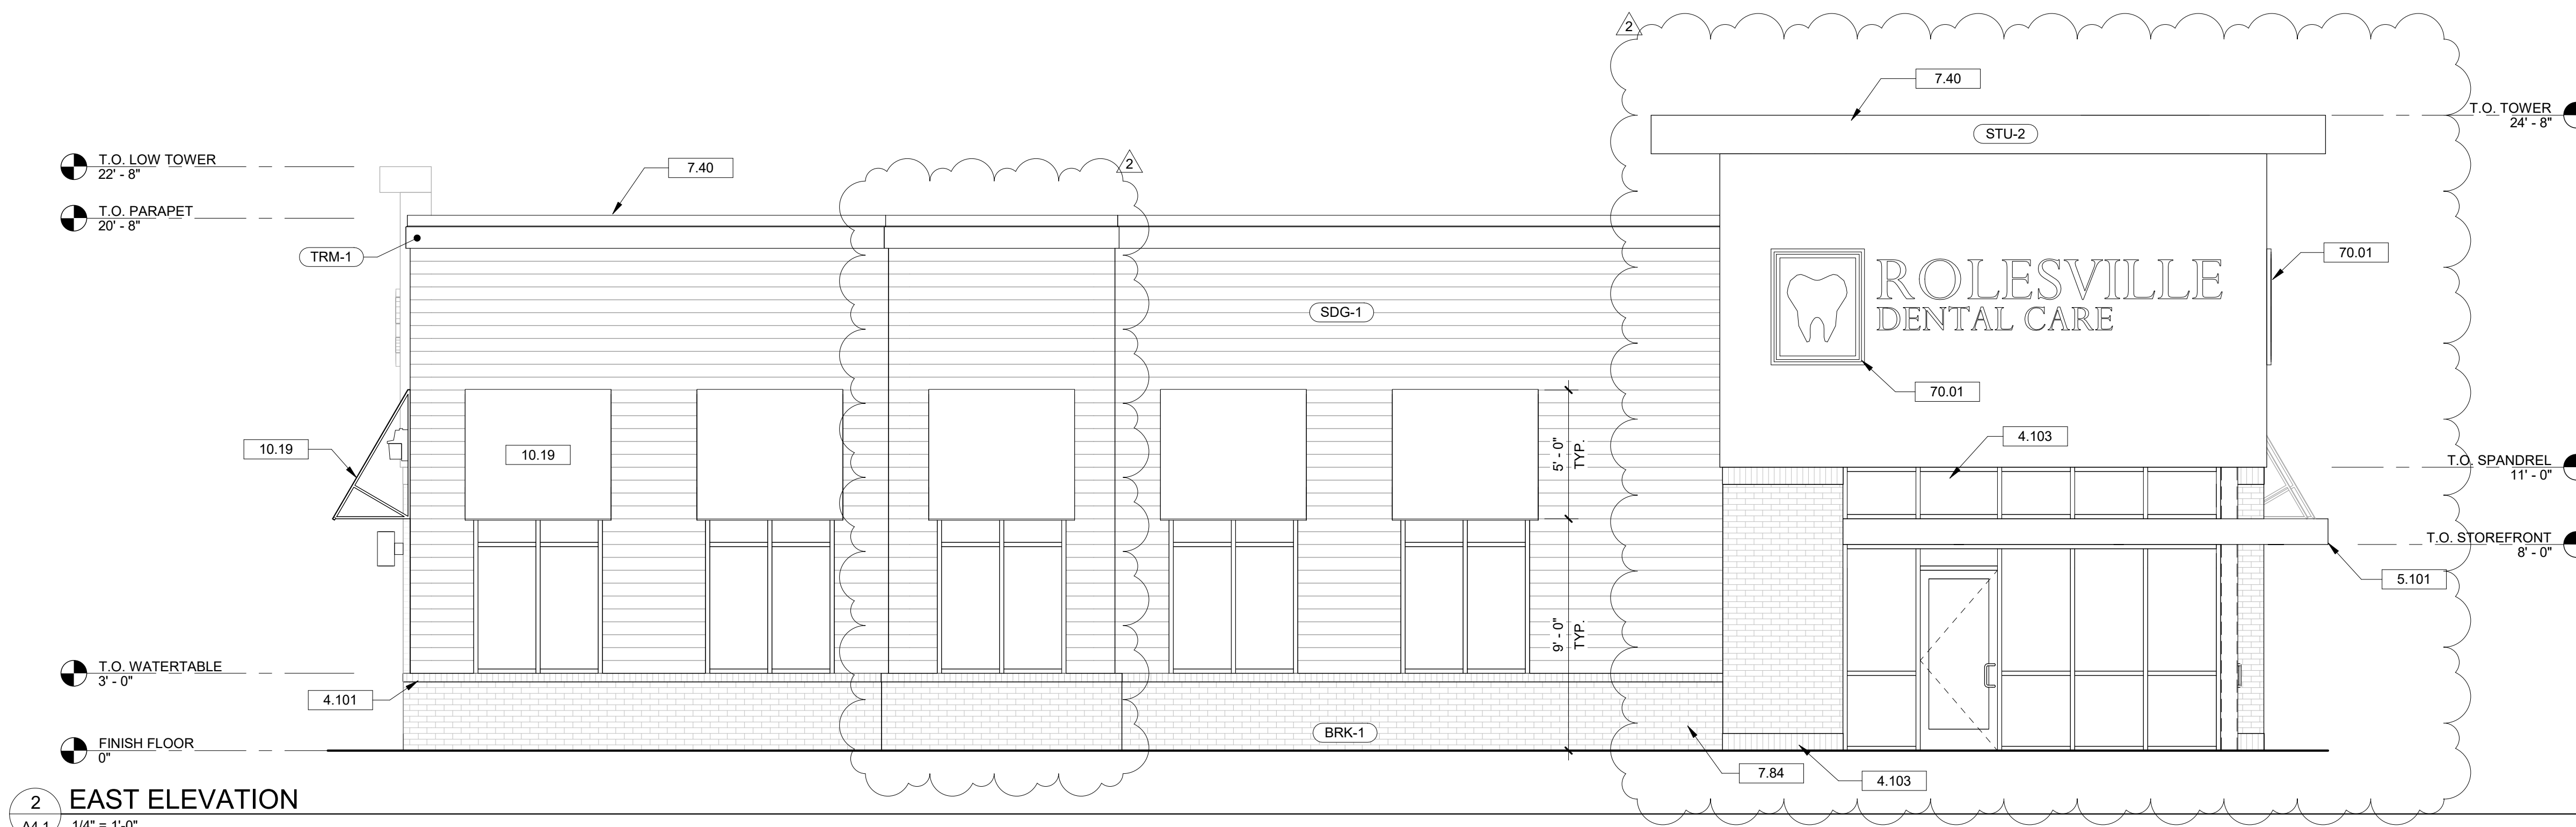 2
7.40
T.O. TOWER
24' - 8"
STU-2
T.O. LOW TOWER
22' - 8"
7.40
2
T.O. PARAPET
20' - 8"
TRM-1
70.01
ROLESVILLE
DENTAL CARE
SDG-1
70.01
10.19
10.19
5' - 0"
TYP.
4.103
T.O. SPANDREL
11' - 0"
T.O. STOREFRONT
8' - 0"
5.101
9' - 0"
TYP.
T.O. WATERTABLE
3' - 0"
4.101
BRK-1
FINISH FLOOR
0"
7.84
4.103
2
EAST ELEVATION
A4.1
1/4" = 1'-0"